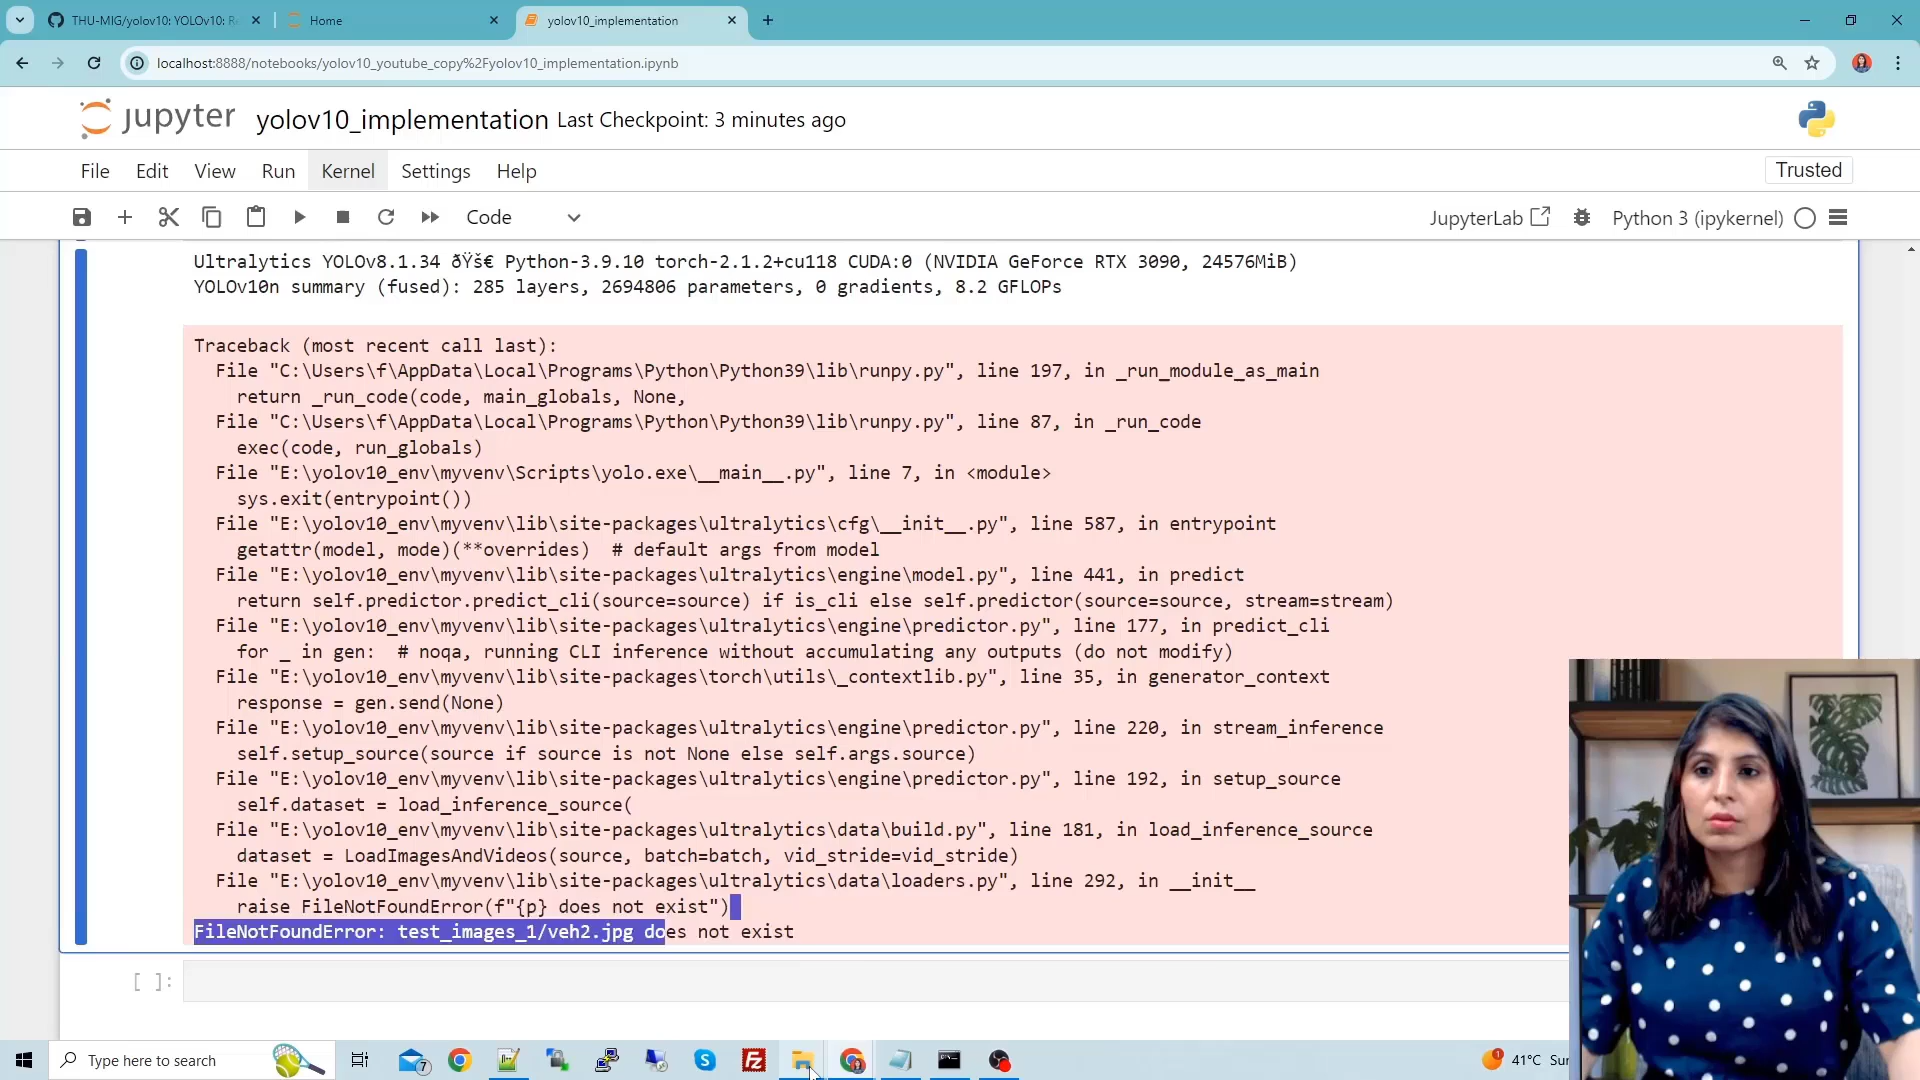 THU-MIG/yolov10: YOLOv10: Re
Home
yolov10_implementation
localhost:8888/notebooks/yolov10_youtube_copy%2Fyolov10_implementation.ipynb
jupyter
yolov10_implementation
Last Checkpoint: 3 minutes ago
File
Edit
View
Run
Kernel
Settings
Help
Trusted
Code
JupyterLab
Python 3 (ipykernel)
Ultralytics YOLOv8.1.34 ðŸš€ Python-3.9.10 torch-2.1.2+cu118 CUDA:0 (NVIDIA GeForce RTX 3090, 24576MiB)
YOLOv10n summary (fused): 285 layers, 2694806 parameters, 0 gradients, 8.2 GFLOPs
Traceback (most recent call last):
File "C:\Users\f\AppData\Local\Programs\Python\Python39\lib\runpy.py", line 197, in _run_module_as_main
return _run_code(code, main_globals, None,
File "C:\Users\f\AppData\Local\Programs\Python\Python39\lib\runpy.py", line 87, in _run_code
exec(code, run_globals)
File "E:\yolov10_env\myvenv\Scripts\yolo.exe\__main__.py", line 7, in <module>
sys.exit(entrypoint())
File "E:\yolov10_env\myvenv\lib\site-packages\ultralytics\cfg\__init__.py", line 587, in entrypoint
getattr(model, mode)(**overrides)  # default args from model
File "E:\yolov10_env\myvenv\lib\site-packages\ultralytics\engine\model.py", line 441, in predict
return self.predictor.predict_cli(source=source) if is_cli else self.predictor(source=source, stream=stream)
File "E:\yolov10_env\myvenv\lib\site-packages\ultralytics\engine\predictor.py", line 177, in predict_cli
for _ in gen:  # noqa, running CLI inference without accumulating any outputs (do not modify)
File "E:\yolov10_env\myvenv\lib\site-packages\torch\utils\_contextlib.py", line 35, in generator_context
response = gen.send(None)
File "E:\yolov10_env\myvenv\lib\site-packages\ultralytics\engine\predictor.py", line 220, in stream_inference
self.setup_source(source if source is not None else self.args.source)
File "E:\yolov10_env\myvenv\lib\site-packages\ultralytics\engine\predictor.py", line 192, in setup_source
self.dataset = load_inference_source(
File "E:\yolov10_env\myvenv\lib\site-packages\ultralytics\data\build.py", line 181, in load_inference_source
dataset = LoadImagesAndVideos(source, batch=batch, vid_stride=vid_stride)
File "E:\yolov10_env\myvenv\lib\site-packages\ultralytics\data\loaders.py", line 292, in __init__
raise FileNotFoundError(f"{p} does not exist")
FileNotFoundError: test_images_1/veh2.jpg does not exist
[ ]:
Type here to search
7
1
41°C Sun